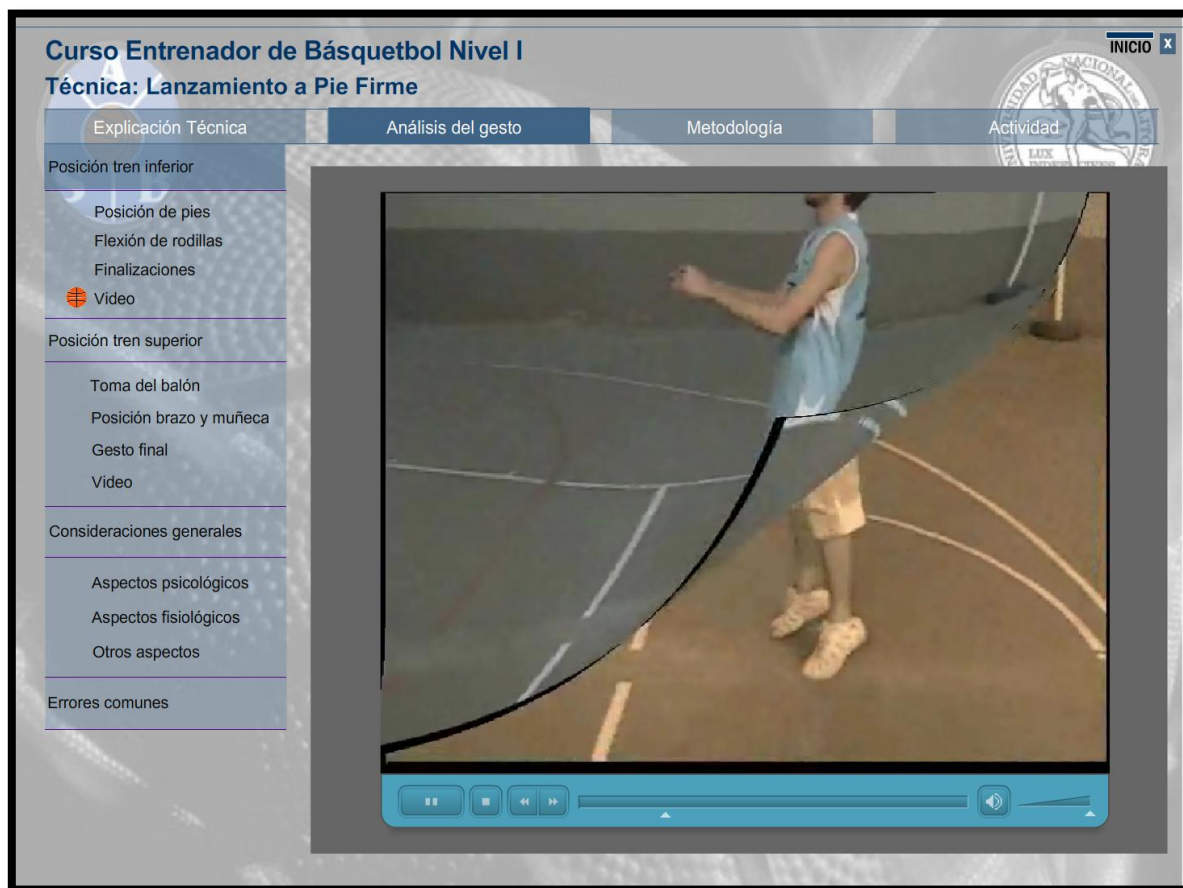 Curso Entrenador de Básquetbol Nivel I
INICIO X
Técnica: Lanzamiento a Pie Firme
Explicación Técnica
Análisis del gesto
Metodología
Actividad
Posición tren inferior
Posición de pies
Flexión de rodillas
Finalizaciones
Video
Posición tren superior
Toma del balón
Posición brazo y muñeca
Gesto final
Video
Consideraciones generales
Aspectos psicológicos
Aspectos fisiológicos
Otros aspectos
Errores comunes
LUX